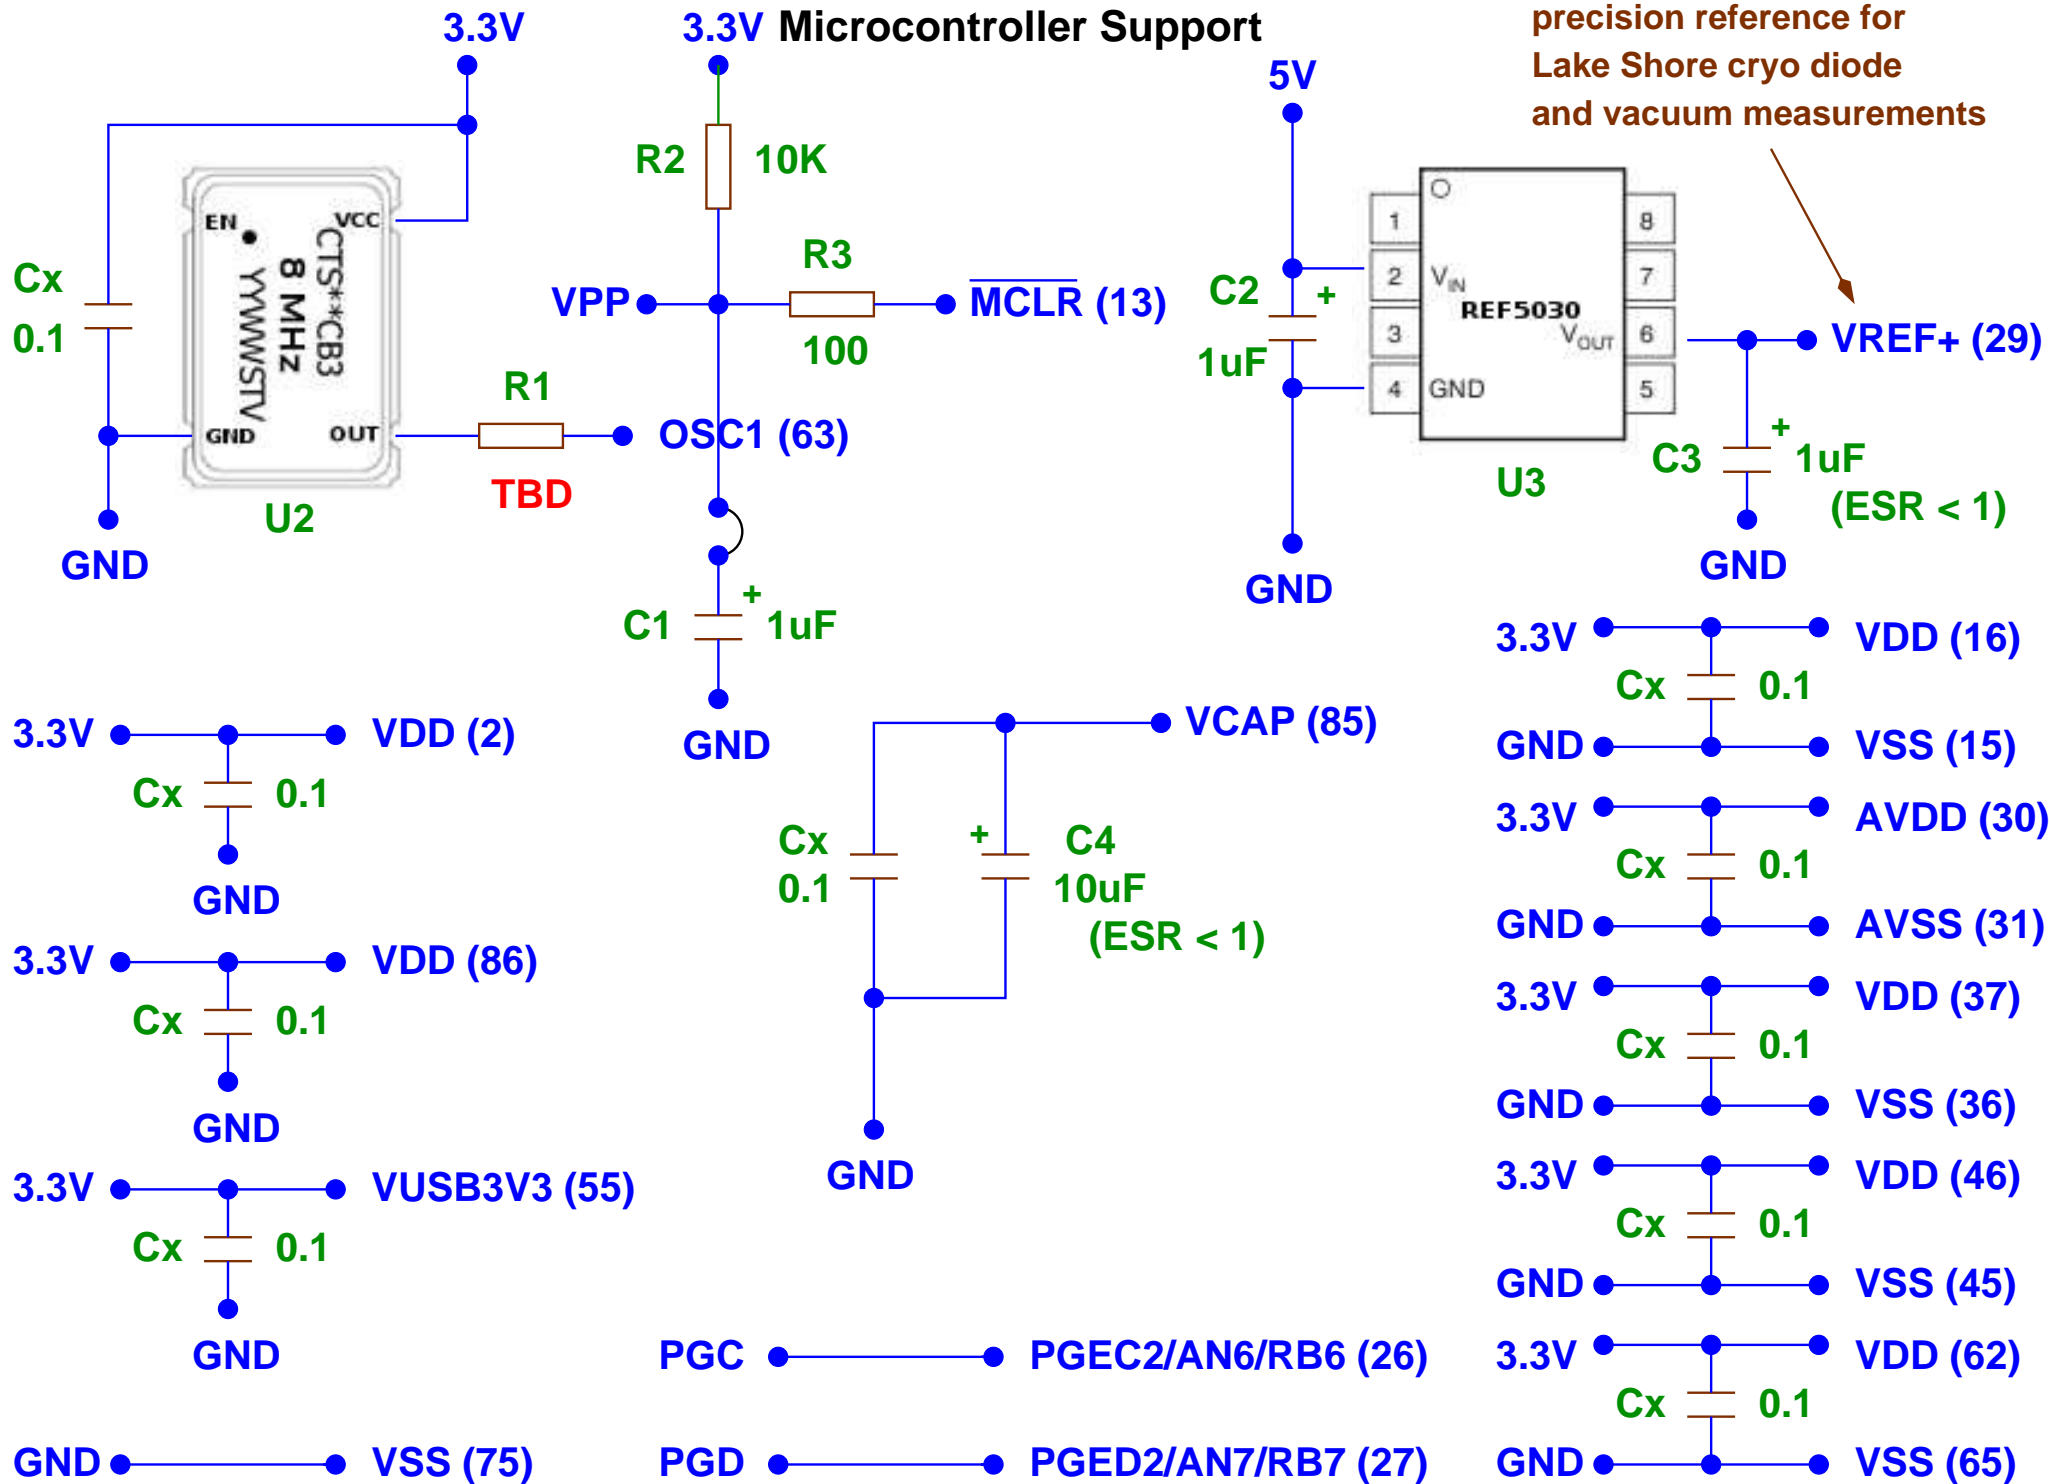 3.3V
3.3V
Microcontroller Support
precision reference for
Lake Shore cryo diode
and vacuum measurements
5V
Cx
0.1
EN
VCC
CTS**CB3
8 MHz
YYWW/STV
GND
OUT
U2
GND
R1
TBD
OSC1 (63)
R2
10K
VPP
R3
100
MCLR (13)
C1
+
1uF
GND
C2
+
1uF
GND
1
2
3
4
8
7
6
5
VIN
REF5030
VOUT
GND
U3
VREF+ (29)
C3
+
1uF
(ESR < 1)
GND
3.3V
VDD (2)
Cx
0.1
GND
3.3V
VDD (86)
Cx
0.1
GND
3.3V
VUSB3V3 (55)
Cx
0.1
GND
GND
VSS (75)
VCAP (85)
Cx
0.1
+
C4
10uF
(ESR < 1)
GND
PGC
PGEC2/AN6/RB6 (26)
PGD
PGED2/AN7/RB7 (27)
3.3V
VDD (16)
Cx
0.1
GND
VSS (15)
3.3V
AVDD (30)
Cx
0.1
GND
AVSS (31)
3.3V
VDD (37)
Cx
0.1
GND
VSS (36)
3.3V
VDD (46)
Cx
0.1
GND
VSS (45)
3.3V
VDD (62)
Cx
0.1
GND
VSS (65)